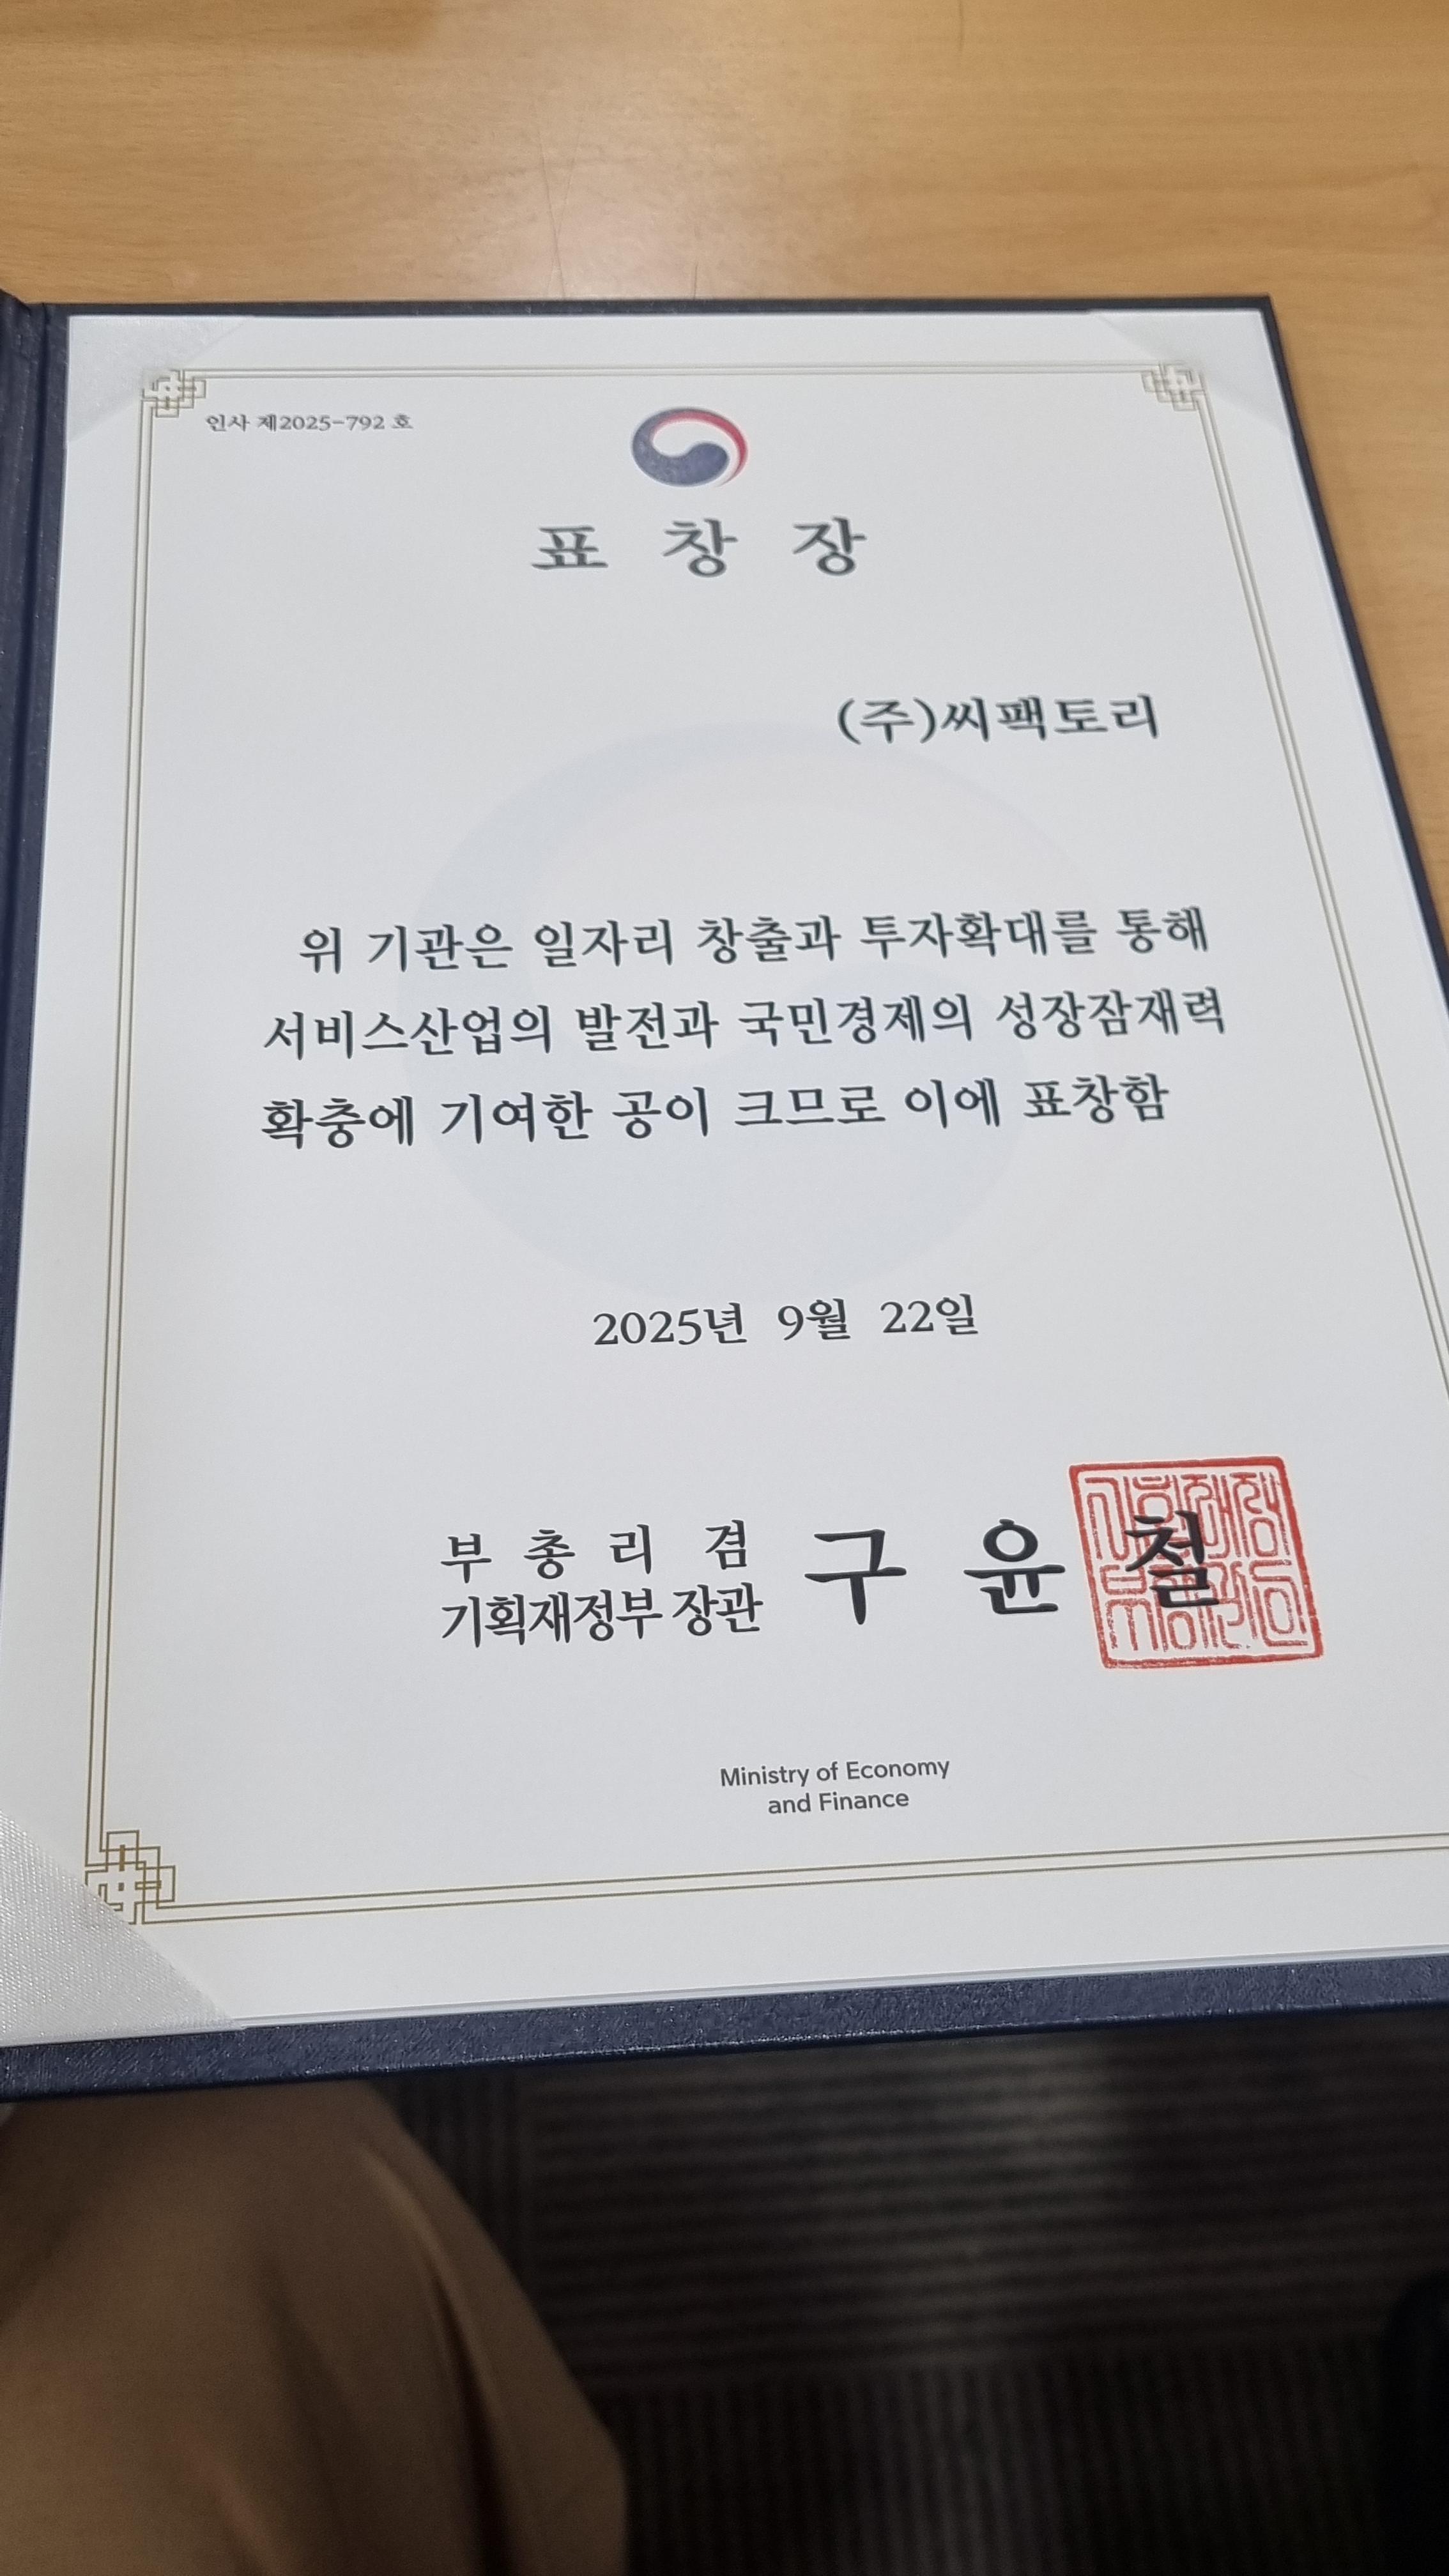 인사 제2025-792 호
표 창 장
(주)씨팩토리
위 기관은 일자리 창출과 투자확대를 통해
서비스산업의 발전과 국민경제의 성장잠재력
확충에 기여한 공이 크므로 이에 표창함
2025년 9월 22일
부 총 리 겸
기획재정부 장관 구 윤 철
Ministry of Economy
and Finance